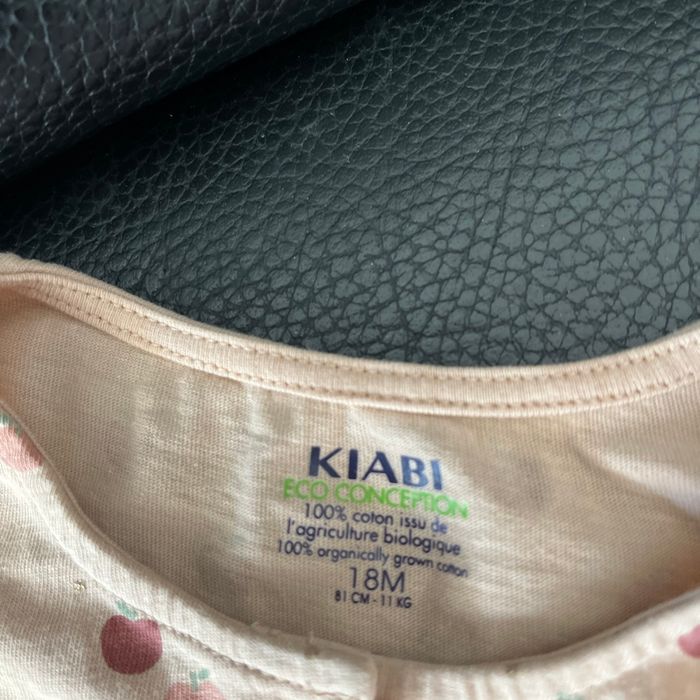 KIABI
ECO CONCEPTION
100% coton issu de
l'agriculture biologique
100% organically grown cotton
18M
81 CM - 11 KG